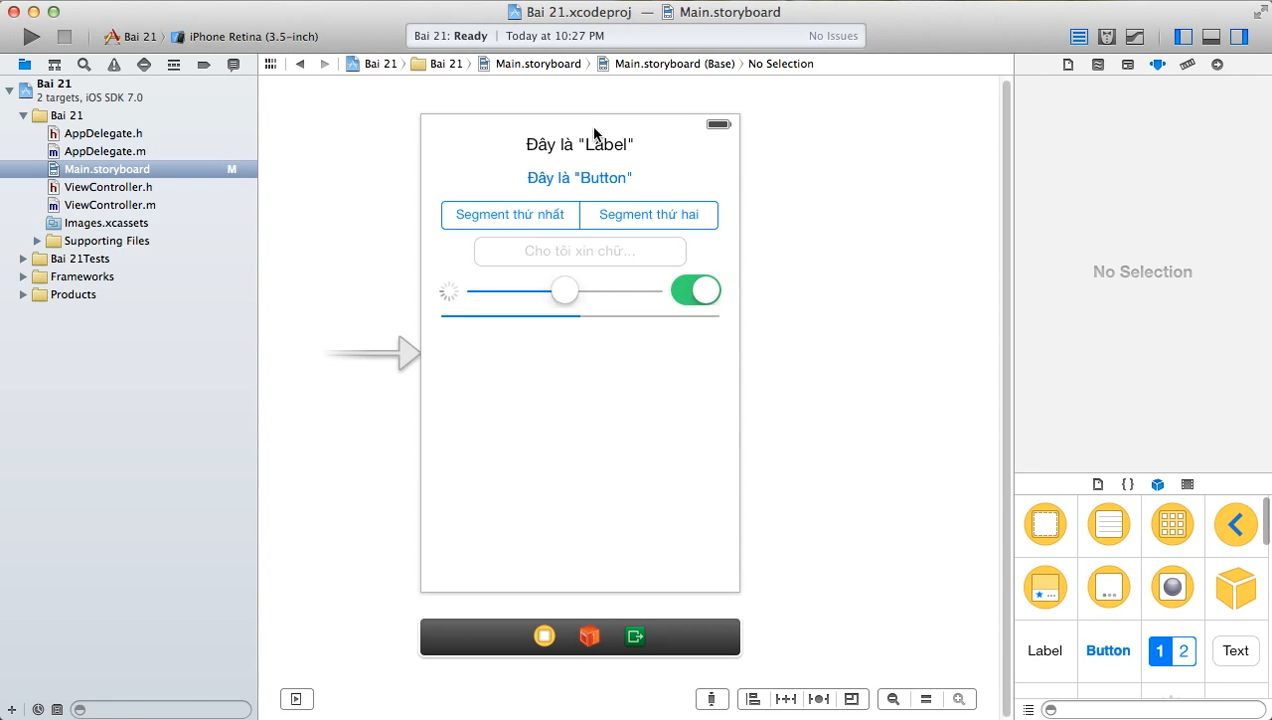 Bai 21.xcodeproj — Main.storyboard
Bai 21 〉 iPhone Retina (3.5-inch)
Bai 21: Ready | Today at 10:27 PM
No Issues
Bai 21 〉 Bai 21 〉 Main.storyboard 〉 Main.storyboard (Base) 〉 No Selection
Bai 21
2 targets, iOS SDK 7.0
Bai 21
AppDelegate.h
AppDelegate.m
Main.storyboard M
ViewController.h
ViewController.m
Images.xcassets
Supporting Files
Bai 21Tests
Frameworks
Products
Đây là "Label"
Đây là "Button"
Segment thứ nhất
Segment thứ hai
Cho tôi xin chữ...
No Selection
Label
Button
1 2
Text